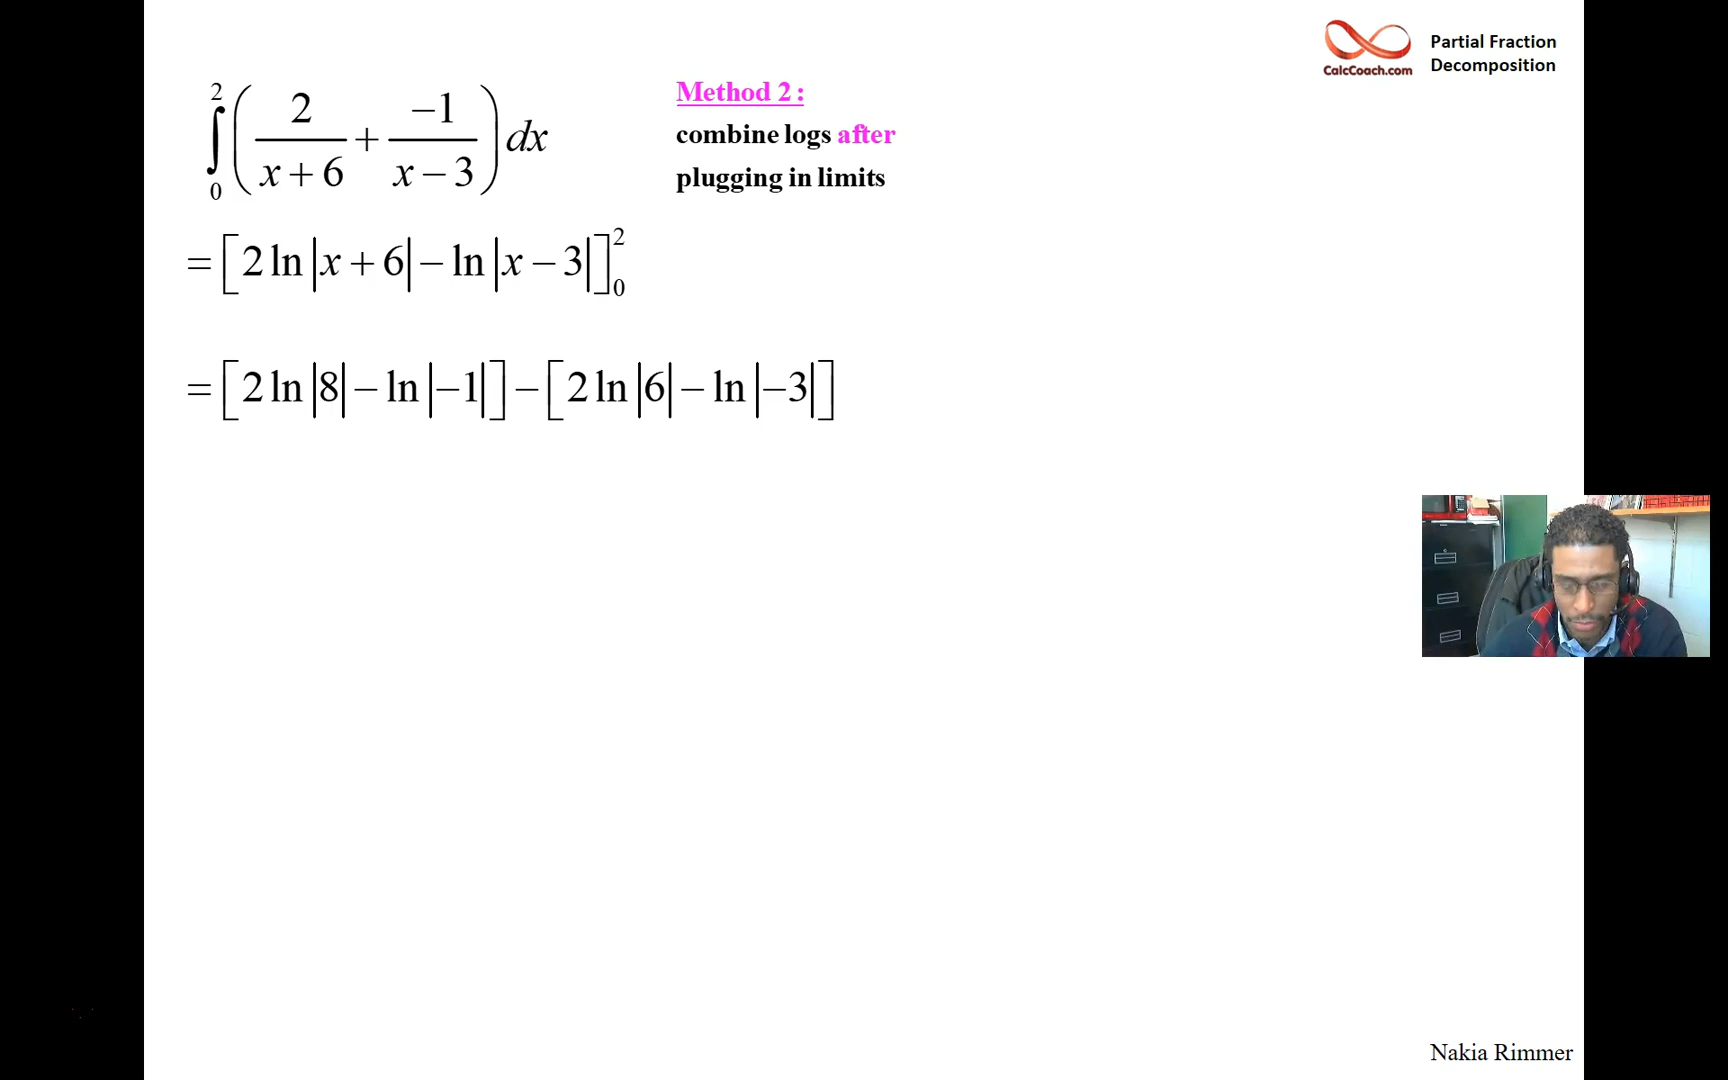 CalcCoach.com
Partial Fraction
Decomposition
∫₀² ( 2/(x + 6) + −1/(x − 3) ) dx
Method 2 :
combine logs after
plugging in limits
= [2 ln|x + 6| − ln|x − 3|]₀²
= [2 ln|8| − ln|−1|] − [2 ln|6| − ln|−3|]
Nakia Rimmer